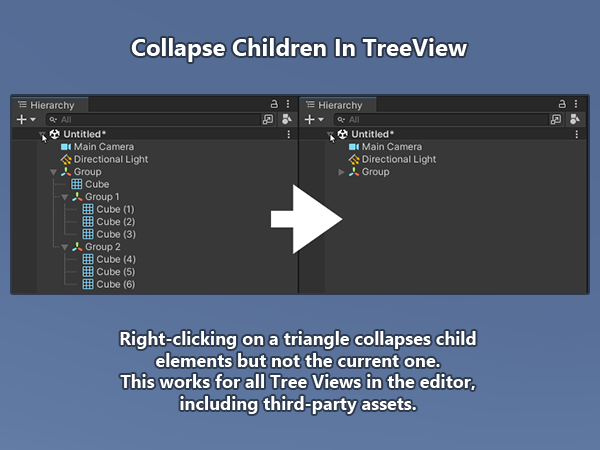 Collapse Children In TreeView
Hierarchy
All
Untitled*
Main Camera
Directional Light
Group
Cube
Group 1
Cube (1)
Cube (2)
Cube (3)
Group 2
Cube (4)
Cube (5)
Cube (6)
Hierarchy
All
Untitled*
Main Camera
Directional Light
Group
Right-clicking on a triangle collapses child
elements but not the current one.
This works for all Tree Views in the editor,
including third-party assets.